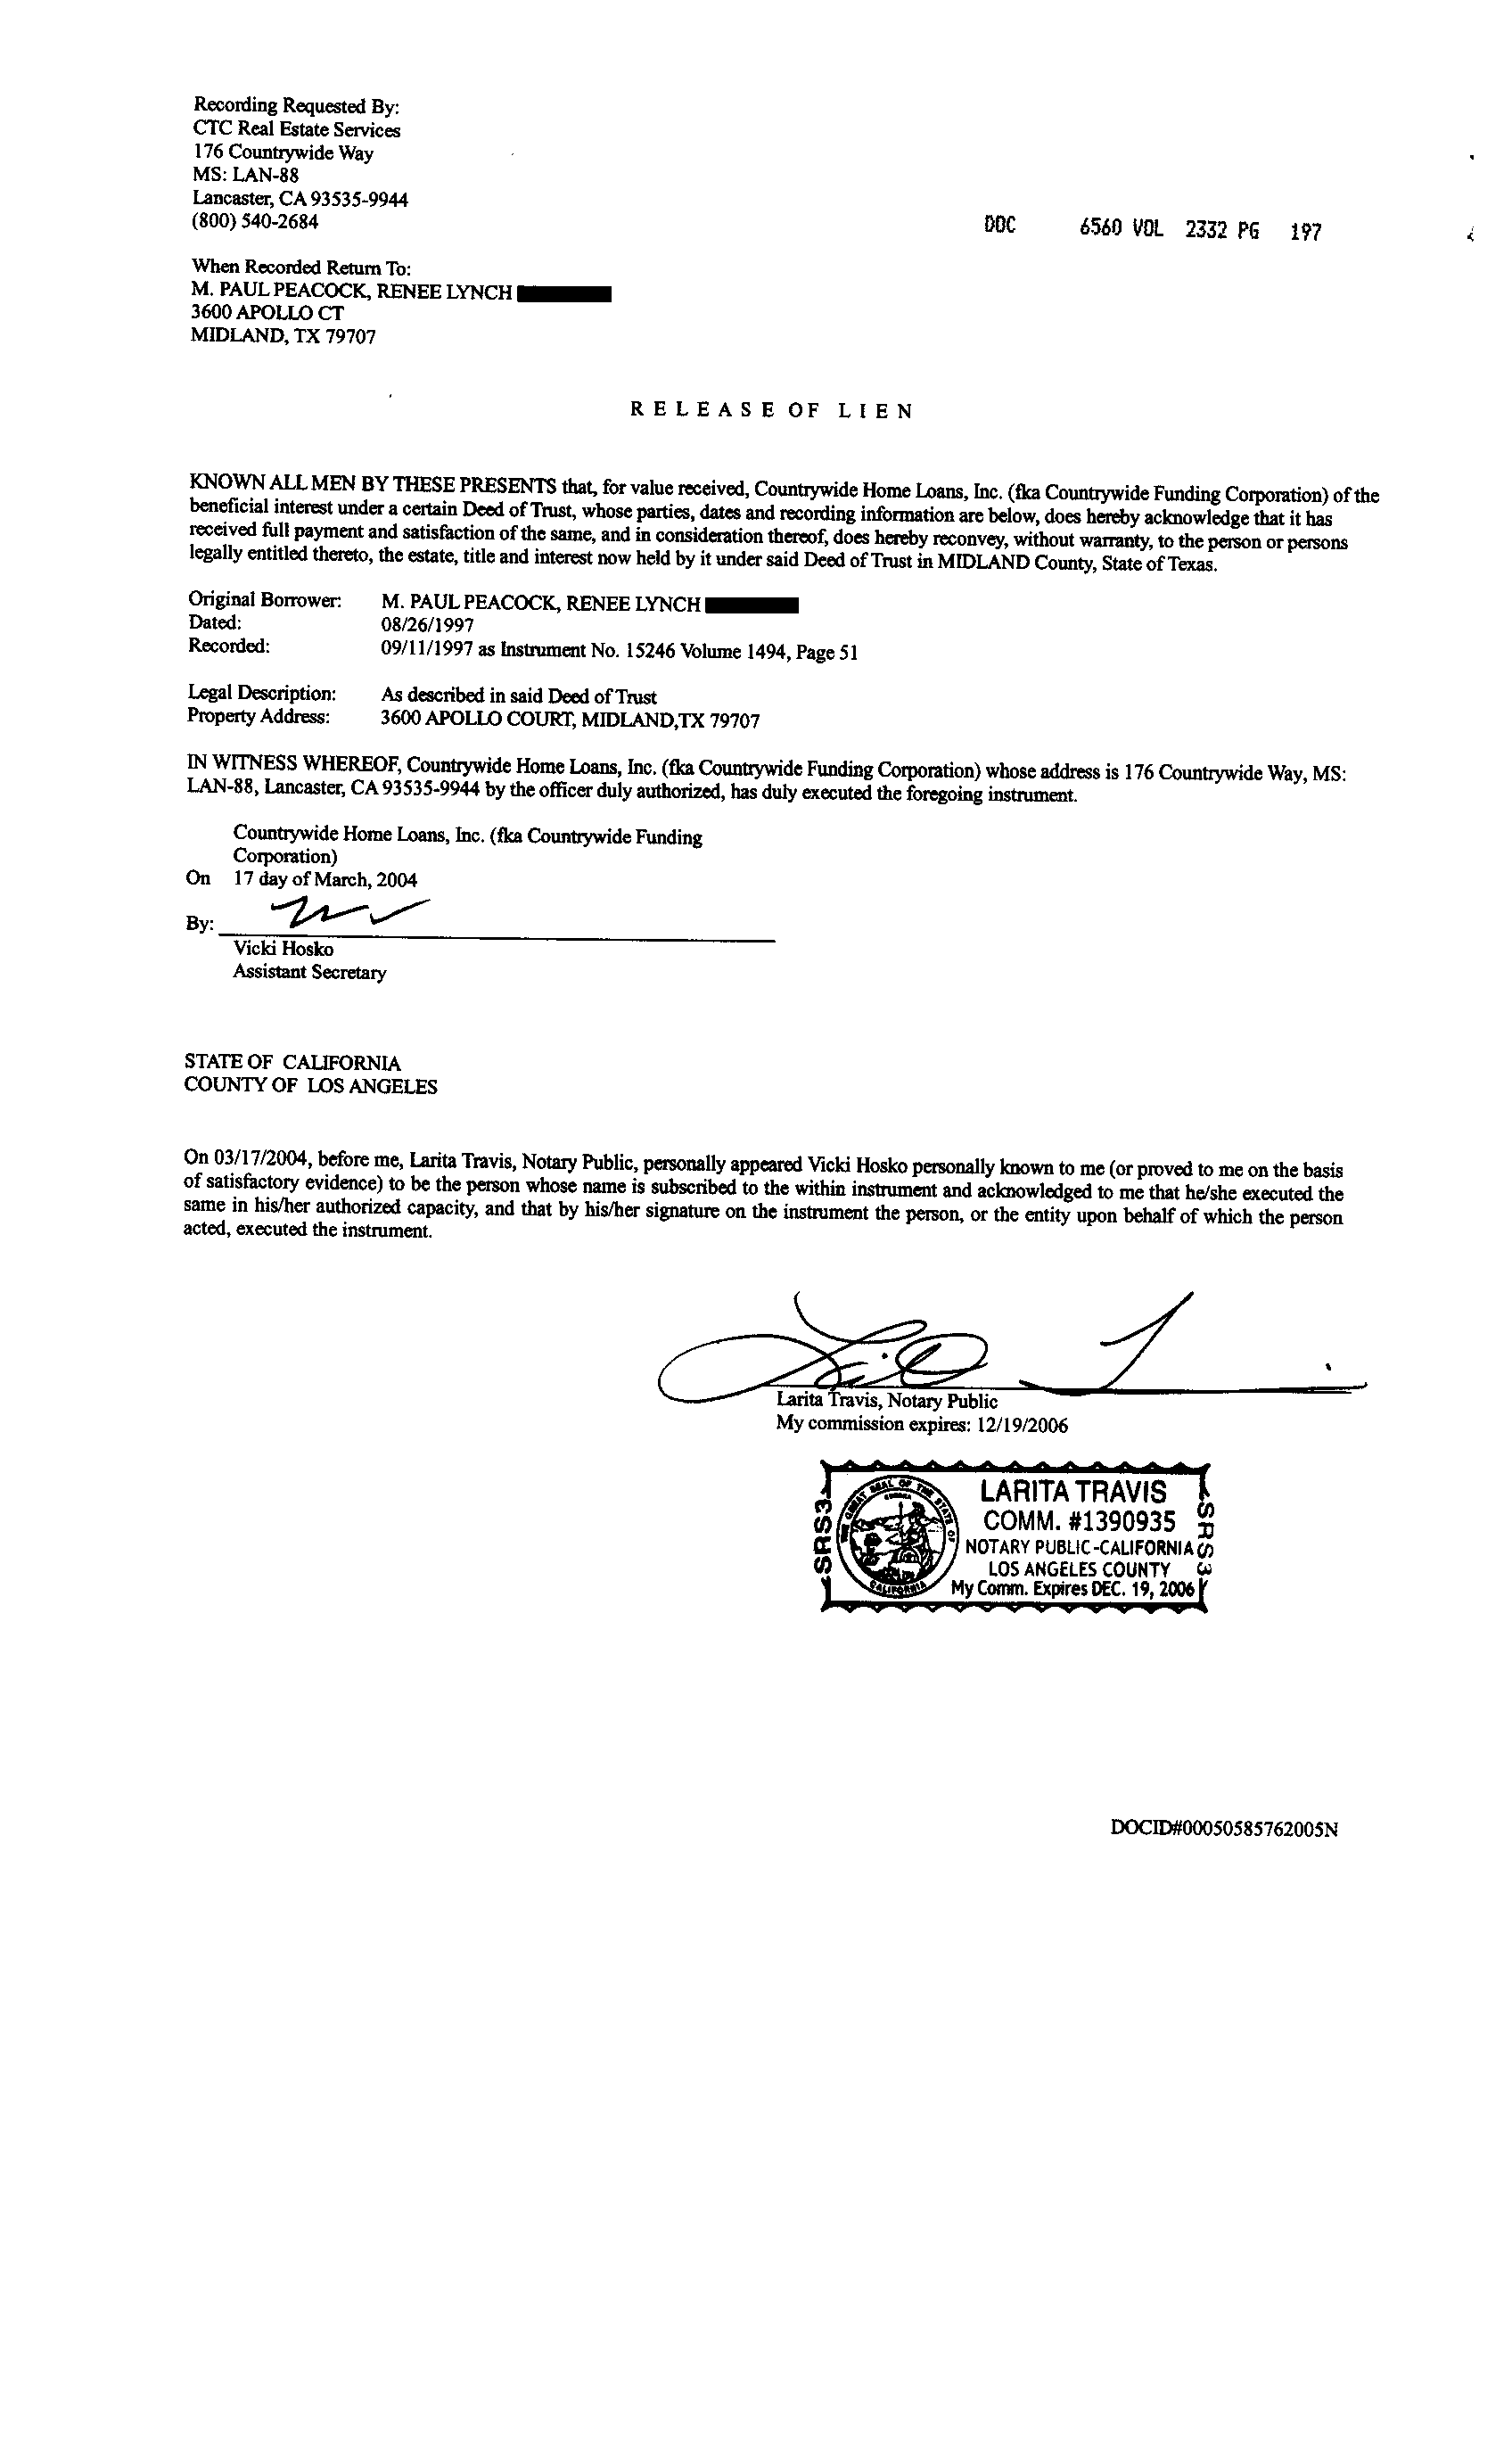 Recording Requested By:
CTC Real Estate Services
176 Countrywide Way
MS: LAN-88
Lancaster, CA 93535-9944
(800) 540-2684
DOC 6560 VOL 2332 PG 197
When Recorded Return To:
M. PAUL PEACOCK, RENEE LYNCH
3600 APOLLO CT
MIDLAND, TX 79707
RELEASE OF LIEN
KNOWN ALL MEN BY THESE PRESENTS that, for value received, Countrywide Home Loans, Inc. (fka Countrywide Funding Corporation) of the
beneficial interest under a certain Deed of Trust, whose parties, dates and recording information are below, does hereby acknowledge that it has
received full payment and satisfaction of the same, and in consideration thereof, does hereby reconvey, without warranty, to the person or persons
legally entitled thereto, the estate, title and interest now held by it under said Deed of Trust in MIDLAND County, State of Texas.
Original Borrower: M. PAUL PEACOCK, RENEE LYNCH
Dated: 08/26/1997
Recorded: 09/11/1997 as Instrument No. 15246 Volume 1494, Page 51
Legal Description: As described in said Deed of Trust
Property Address: 3600 APOLLO COURT, MIDLAND,TX 79707
IN WITNESS WHEREOF, Countrywide Home Loans, Inc. (fka Countrywide Funding Corporation) whose address is 176 Countrywide Way, MS:
LAN-88, Lancaster, CA 93535-9944 by the officer duly authorized, has duly executed the foregoing instrument.
Countrywide Home Loans, Inc. (fka Countrywide Funding
Corporation)
On 17 day of March, 2004
By:
Vicki Hosko
Assistant Secretary
STATE OF CALIFORNIA
COUNTY OF LOS ANGELES
On 03/17/2004, before me, Larita Travis, Notary Public, personally appeared Vicki Hosko personally known to me (or proved to me on the basis
of satisfactory evidence) to be the person whose name is subscribed to the within instrument and acknowledged to me that he/she executed the
same in his/her authorized capacity, and that by his/her signature on the instrument the person, or the entity upon behalf of which the person
acted, executed the instrument.
Larita Travis, Notary Public
My commission expires: 12/19/2006
SRS3
THE GREAT SEAL OF THE STATE OF
CALIFORNIA
LARITA TRAVIS
COMM. #1390935
NOTARY PUBLIC-CALIFORNIA
LOS ANGELES COUNTY
My Comm. Expires DEC. 19, 2006
SRS3
DOCID#00050585762005N